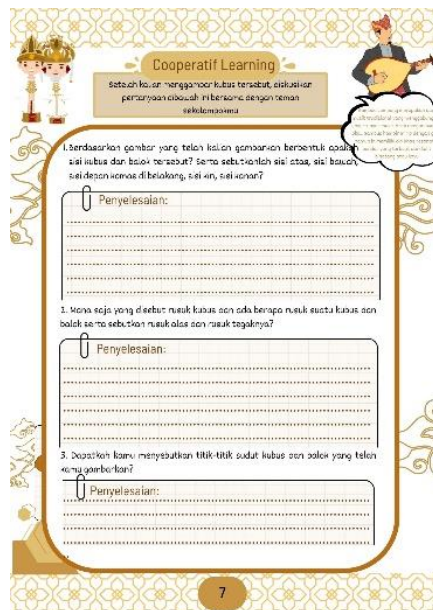 Cooperatif Learning
Setelah kalian menggambar kubus tersebut, diskusikan
pertanyaan dibawah ini bersama dengan teman
sekelompokmu
1.Berdasarkan gambar yang telah kalian gambarkan berbentuk apakah
sisi kubus dan balok tersebut? Serta sebutkanlah sisi atas, sisi bawah,
sisi depan kemas di belakang, sisi kiri, sisi kanan?
Penyelesaian:
2. Mana saja yang disebut rusuk kubus dan ada berapa rusuk suatu kubus dan
balok serta sebutkan rusuk alas dan rusuk tegaknya?
Penyelesaian:
3. Dapatkah kamu menyebutkan titik-titik sudut kubus dan balok yang telah
kamu gambarkan?
Penyelesaian:
7